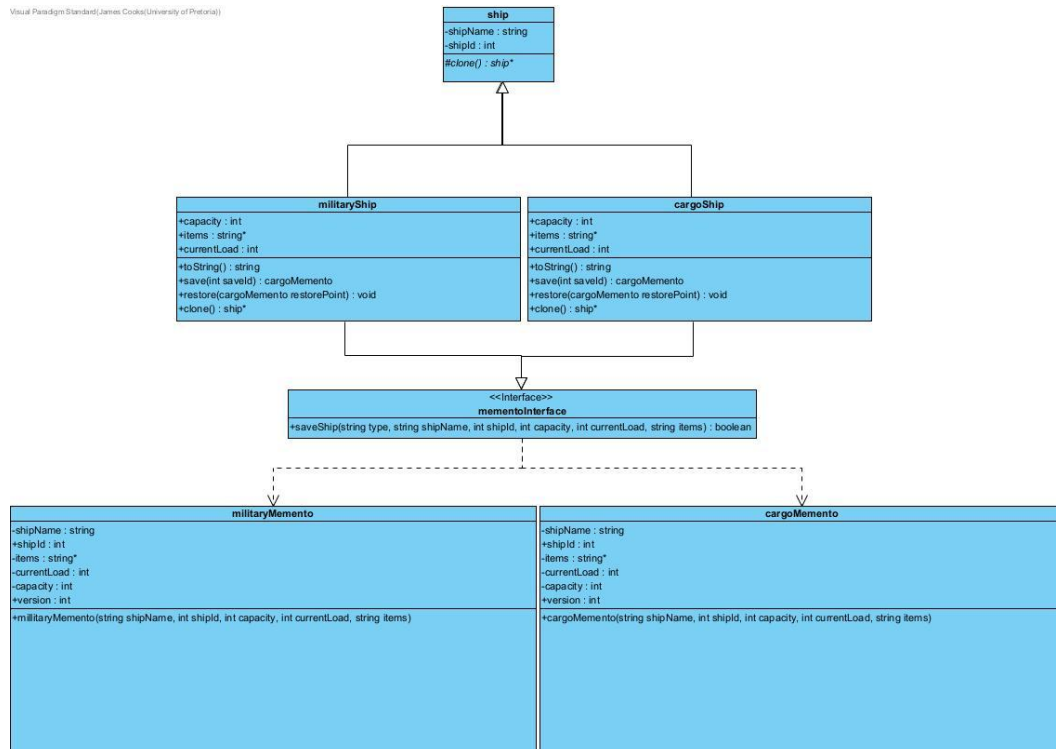 Visual Paradigm Standard(James Cooks(University of Pretoria))
ship
-shipName : string
-shipId : int
#clone() : ship*
militaryShip
+capacity : int
+items : string*
+currentLoad : int
+toString() : string
+save(int saveId) : cargoMemento
+restore(cargoMemento restorePoint) : void
+clone() : ship*
cargoShip
+capacity : int
+items : string*
+currentLoad : int
+toString() : string
+save(int saveId) : cargoMemento
+restore(cargoMemento restorePoint) : void
+clone() : ship*
<<Interface>>
mementoInterface
+saveShip(string type, string shipName, int shipId, int capacity, int currentLoad, string items) : boolean
militaryMemento
-shipName : string
+shipId : int
-items : string*
-currentLoad : int
-capacity : int
+version : int
+millitaryMemento(string shipName, int shipId, int capacity, int currentLoad, string items)
cargoMemento
-shipName : string
+shipId : int
-items : string*
-currentLoad : int
-capacity : int
+version : int
+cargoMemento(string shipName, int shipId, int capacity, int currentLoad, string items)